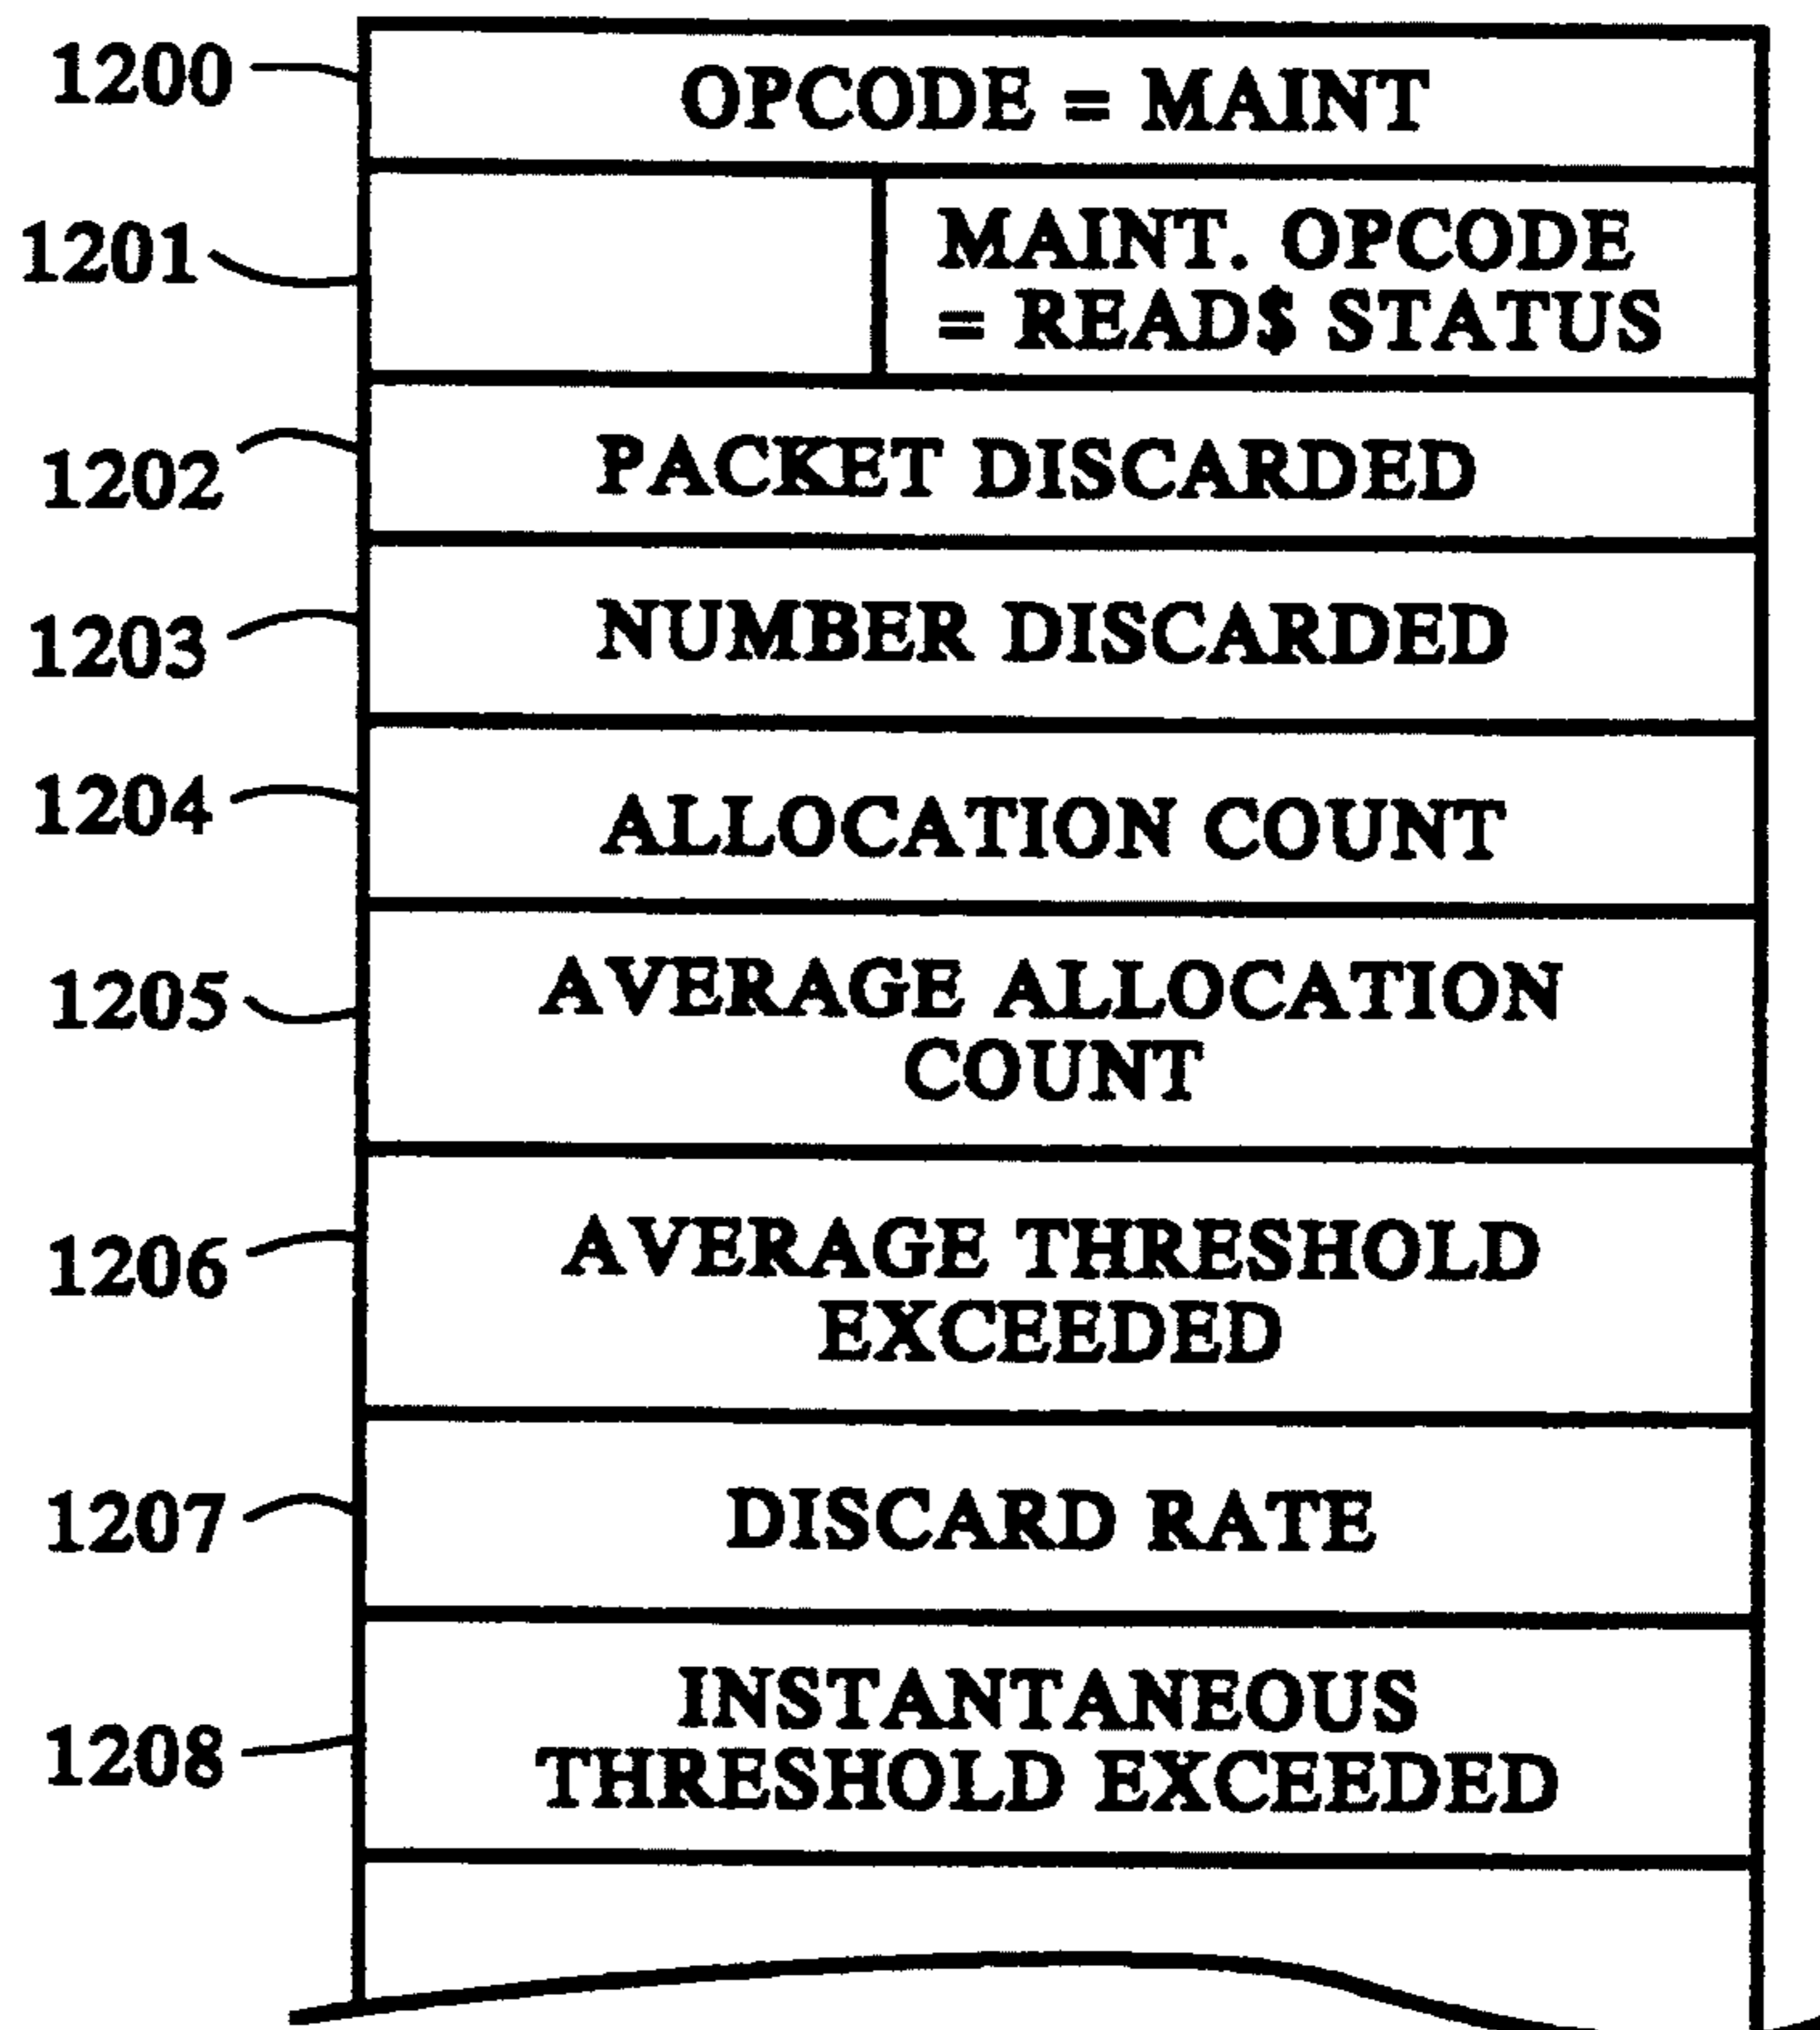 1200 OPCODE = MAINT
1201 MAINT. OPCODE
= READ$ STATUS
1202 PACKET DISCARDED
1203 NUMBER DISCARDED
1204 ALLOCATION COUNT
1205 AVERAGE ALLOCATION
COUNT
1206 AVERAGE THRESHOLD
EXCEEDED
1207 DISCARD RATE
1208 INSTANTANEOUS
THRESHOLD EXCEEDED